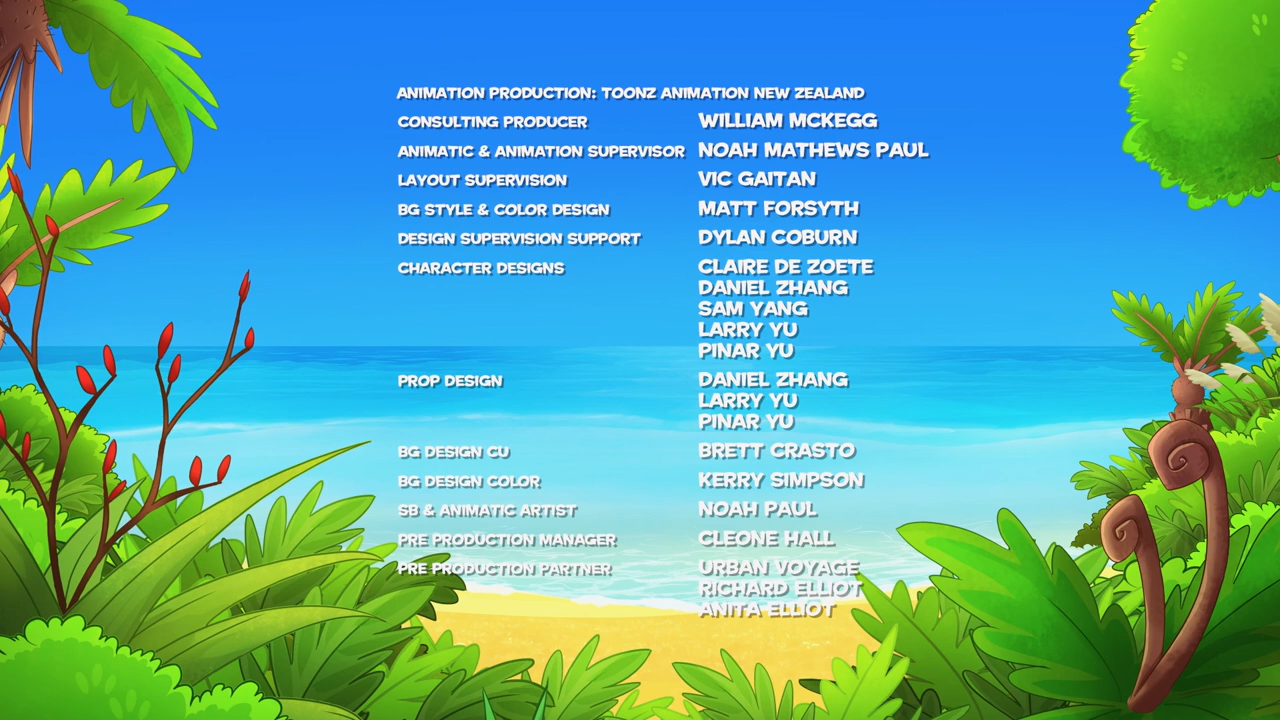 ANIMATION PRODUCTION: TOONZ ANIMATION NEW ZEALAND
CONSULTING PRODUCER WILLIAM MCKEGG
ANIMATIC & ANIMATION SUPERVISOR NOAH MATHEWS PAUL
LAYOUT SUPERVISION VIC GAITAN
BG STYLE & COLOR DESIGN MATT FORSYTH
DESIGN SUPERVISION SUPPORT DYLAN COBURN
CHARACTER DESIGNS CLAIRE DE ZOETE
DANIEL ZHANG
SAM YANG
LARRY YU
PINAR YU
PROP DESIGN DANIEL ZHANG
LARRY YU
PINAR YU
BG DESIGN CU BRETT CRASTO
BG DESIGN COLOR KERRY SIMPSON
SB & ANIMATIC ARTIST NOAH PAUL
PRE PRODUCTION MANAGER CLEONE HALL
PRE PRODUCTION PARTNER URBAN VOYAGE
RICHARD ELLIOT
ANITA ELLIOT